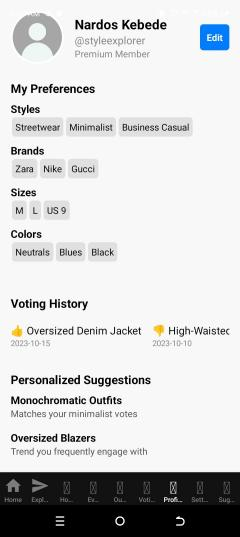 Nardos Kebede
@styleexplorer
Premium Member
Edit
My Preferences
Styles
Streetwear Minimalist Business Casual
Brands
Zara Nike Gucci
Sizes
M L US 9
Colors
Neutrals Blues Black
Voting History
👍 Oversized Denim Jacket 👎 High-Waisted
2023-10-15 2023-10-10
Personalized Suggestions
Monochromatic Outfits
Matches your minimalist votes
Oversized Blazers
Trend you frequently engage with
Home Expl... Ho... Ev... Ou... Voti... Profi... Sett... Sug...